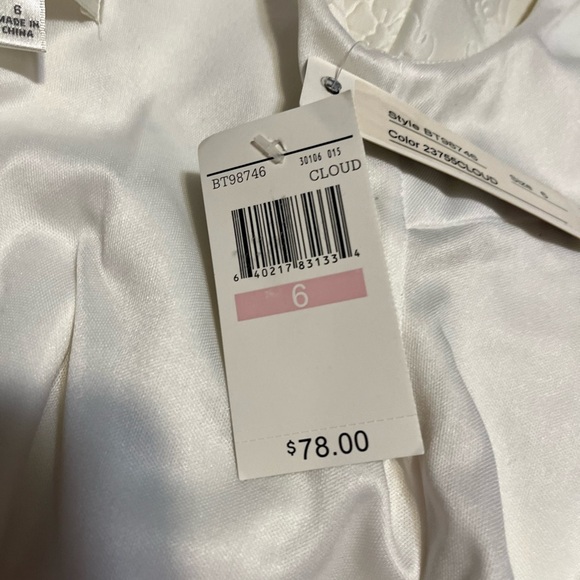 6
MADE IN
CHINA
BT98746
30106 015
CLOUD
6 40217 83133 4
6
$78.00
Style BT98746
Color 23755CLOUD
Size 6